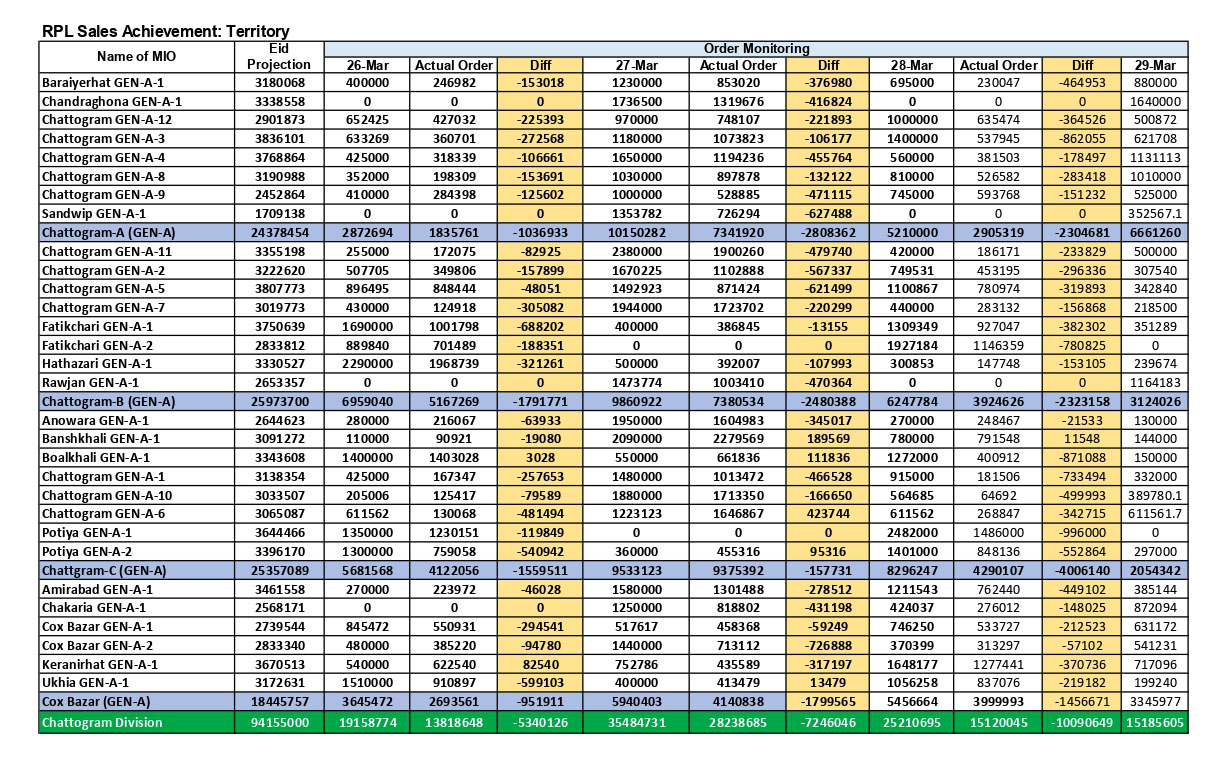 RPL Sales Achievement: Territory
Name of MIO Eid Projection Order Monitoring
26-Mar Actual Order Diff 27-Mar Actual Order Diff 28-Mar Actual Order Diff 29-Mar
Baraiyerhat GEN-A-1 3180068 400000 246982 -153018 1230000 853020 -376980 695000 230047 -464953 880000
Chandraghona GEN-A-1 3338558 0 0 0 1736500 1319676 -416824 0 0 0 1640000
Chattogram GEN-A-12 2901873 652425 427032 -225393 970000 748107 -221893 1000000 635474 -364526 500872
Chattogram GEN-A-3 3836101 633269 360701 -272568 1180000 1073823 -106177 1400000 537945 -862055 621708
Chattogram GEN-A-4 3768864 425000 318339 -106661 1650000 1194236 -455764 560000 381503 -178497 1131113
Chattogram GEN-A-8 3190988 352000 198309 -153691 1030000 897878 -132122 810000 526582 -283418 1010000
Chattogram GEN-A-9 2452864 410000 284398 -125602 1000000 528885 -471115 745000 593768 -151232 525000
Sandwip GEN-A-1 1709138 0 0 0 1353782 726294 -627488 0 0 0 352567.1
Chattogram-A (GEN-A) 24378454 2872694 1835761 -1036933 10150282 7341920 -2808362 5210000 2905319 -2304681 6661260
Chattogram GEN-A-11 3355198 255000 172075 -82925 2380000 1900260 -479740 420000 186171 -233829 500000
Chattogram GEN-A-2 3222620 507705 349806 -157899 1670225 1102888 -567337 749531 453195 -296336 307540
Chattogram GEN-A-5 3807773 896495 848444 -48051 1492923 871424 -621499 1100867 780974 -319893 342840
Chattogram GEN-A-7 3019773 430000 124918 -305082 1944000 1723702 -220299 440000 283132 -156868 218500
Fatikchari GEN-A-1 3750639 1690000 1001798 -688202 400000 386845 -13155 1309349 927047 -382302 351289
Fatikchari GEN-A-2 2833812 889840 701489 -188351 0 0 0 1927184 1146359 -780825 0
Hathazari GEN-A-1 3330527 2290000 1968739 -321261 500000 392007 -107993 300853 147748 -153105 239674
Rawjan GEN-A-1 2653357 0 0 0 1473774 1003410 -470364 0 0 0 1164183
Chattogram-B (GEN-A) 25973700 6959040 5167269 -1791771 9860922 7380534 -2480388 6247784 3924626 -2323158 3124026
Anowara GEN-A-1 2644623 280000 216067 -63933 1950000 1604983 -345017 270000 248467 -21533 130000
Banshkhali GEN-A-1 3091272 110000 90921 -19080 2090000 2279569 189569 780000 791548 11548 144000
Boalkhali GEN-A-1 3343608 1400000 1403028 3028 550000 661836 111836 1272000 400912 -871088 150000
Chattogram GEN-A-1 3138354 425000 167347 -257653 1480000 1013472 -466528 915000 181506 -733494 332000
Chattogram GEN-A-10 3033507 205006 125417 -79589 1880000 1713350 -166650 564685 64692 -499993 389780.1
Chattogram GEN-A-6 3065087 611562 130068 -481494 1223123 1646867 423744 611562 268847 -342715 611561.7
Potiya GEN-A-1 3644466 1350000 1230151 -119849 0 0 0 2482000 1486000 -996000 0
Potiya GEN-A-2 3396170 1300000 759058 -540942 360000 455316 95316 1401000 848136 -552864 297000
Chattgram-C (GEN-A) 25357089 5681568 4122056 -1559511 9533123 9375392 -157731 8296247 4290107 -4006140 2054342
Amirabad GEN-A-1 3461558 270000 223972 -46028 1580000 1301488 -278512 1211543 762440 -449102 385144
Chakaria GEN-A-1 2568171 0 0 0 1250000 818802 -431198 424037 276012 -148025 872094
Cox Bazar GEN-A-1 2739544 845472 550931 -294541 517617 458368 -59249 746250 533727 -212523 631172
Cox Bazar GEN-A-2 2833340 480000 385220 -94780 1440000 713112 -726888 370399 313297 -57102 541231
Keranirhat GEN-A-1 3670513 540000 622540 82540 752786 435589 -317197 1648177 1277441 -370736 717096
Ukhia GEN-A-1 3172631 1510000 910897 -599103 400000 413479 13479 1056258 837076 -219182 199240
Cox Bazar (GEN-A) 18445757 3645472 2693561 -951911 5940403 4140838 -1799565 5456664 3999993 -1456671 3345977
Chattogram Division 94155000 19158774 13818648 -5340126 35484731 28238685 -7246046 25210695 15120045 -10090649 15185605